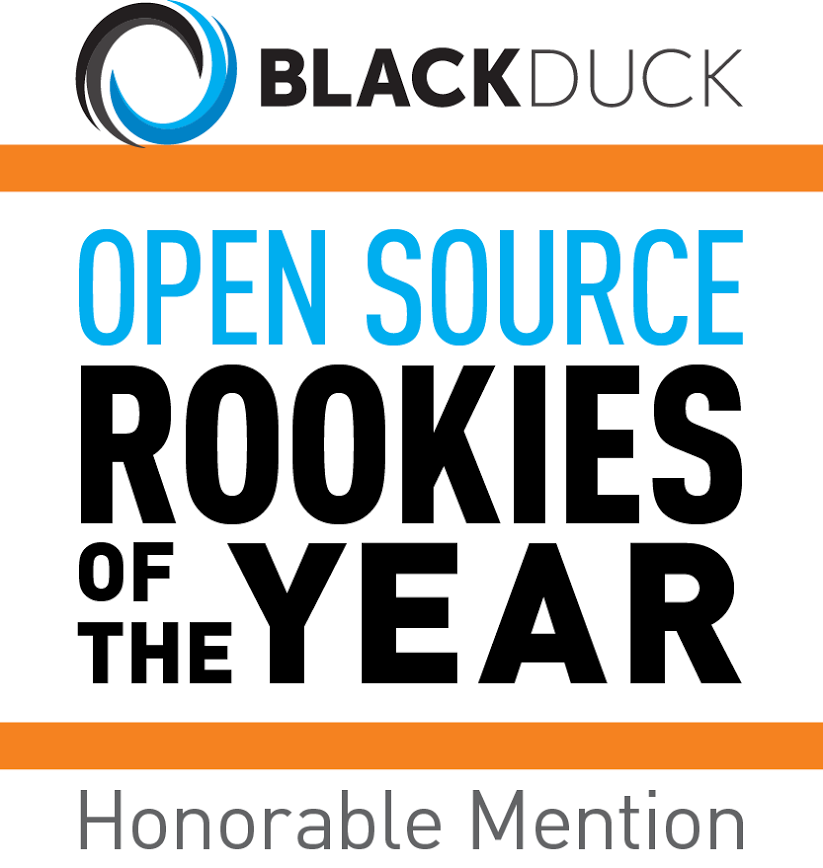 BLACKDUCK
OPEN SOURCE
ROOKIES
OF THE YEAR
Honorable Mention